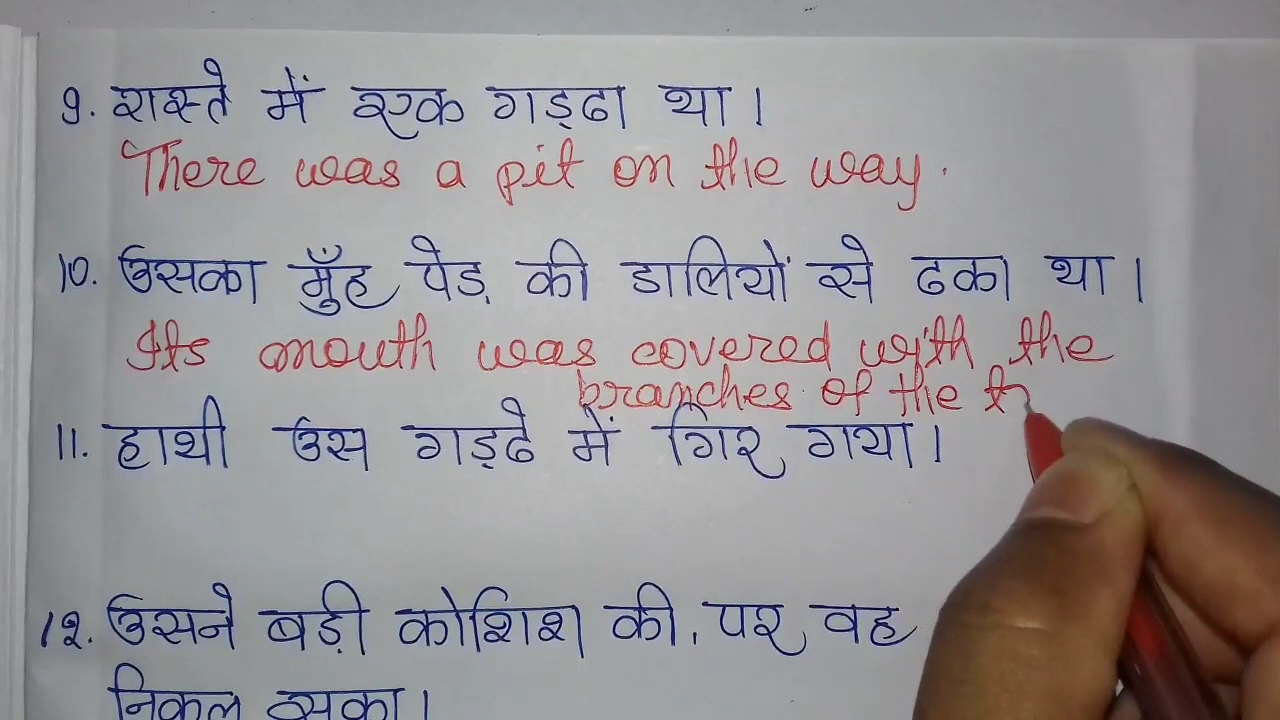 9. रास्ते में एक गड्ढा था।
There was a pit on the way.
10. उसका मुँह पेड़ की डालियों से ढका था।
Its mouth was covered with the
branches of the
11. हाथी उस गड्ढे में गिर गया।
12. उसने बड़ी कोशिश की, पर वह
निकल सका।